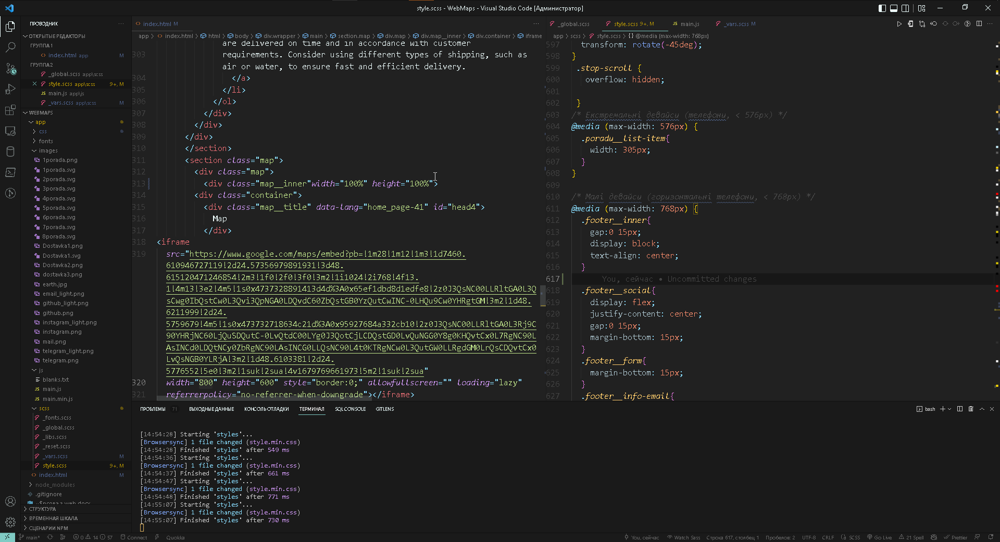 style.scss - WebMaps - Visual Studio Code [Администратор]
ПРОВОДНИК
ОТКРЫТЫЕ РЕДАКТОРЫ
ГРУППА 1
index.html app M
ГРУППА 2
_global.scss app\scss
style.scss app\scss 9+, M
main.js app\js
_vars.scss app\scss M
WEBMAPS
app
css
fonts
images
1porada.png
1porada.svg
2porada.svg
3porada.svg
4porada.svg
5porada.svg
6porada.svg
7porada.svg
8porada.svg
Dostavka1.png
Dostavka1.svg
Dostavka2.png
dostavka3.png
earth.jpg
email_light.png
github_light.png
github.png
instagram_light.png
instagram.png
mail.png
telegram_light.png
telegram.png
js
blanks.txt
main.js
main.min.js
scss
_fonts.scss
_global.scss
_libs.scss
_reset.scss
_vars.scss M
style.scss 9+, M
index.html M
node_modules
.gitignore
СТРУКТУРА
ВРЕМЕННАЯ ШКАЛА
СЦЕНАРИИ NPM
index.html M
app > index.html > html > body > div.wrapper > main > section.map > div.map > div.map__inner > div.container > iframe
are delivered on time and in accordance with customer
303 requirements. Consider using different types of shipping, such as
air or water, to ensure fast and efficient delivery.
304 </a>
305 </li>
306 </ol>
307 </div>
308 </div>
309 </div>
310 </section>
311 <section class="map">
312 <div class="map">
313 <div class="map__inner"width="100%" height="100%">
314 <div class="container">
315 <div class="map__title" data-lang="home_page-41" id="head4">
316 Map
317 </div>
318 <iframe
319 src="https://www.google.com/maps/embed?pb=!1m28!1m12!1m3!1d7460.
610946727119!2d24.57356979891931!3d48.
615120471246854!2m3!1f0!2f0!3f0!3m2!1i1024!2i768!4f13.
1!4m13!3e2!4m5!1s0x4737328891413d4d%3A0x65ef1dbd8d1edfe8!2z0J3QsNC00LLRltGA0L3Q
sCwg0IbQstCw0L3Qvi3QpNGA0LDQvdC60ZbQstGB0YzQutCwINC-0LHQu9Cw0YHRgtGM!3m2!1d48.
6211999!2d24.
5759679!4m5!1s0x473732718634c21d%3A0x95927684a332cb10!2z0J3QsNC00LLRltGA0L3Rj9C
90YHRjNC60LjQuSDQutC-0LvQtdC00LYg0J3QotCjLCDQstGD0LvQuNGG0Y8g0KHQvtCx0L7RgNC90L
AsINCd0LDQtNCy0ZbRgNC90LAsINCG0LLQsNC90L4t0KTRgNCw0L3QutGW0LLRgdGM0LrQsCDQvtCx0
LvQsNGB0YLRjA!3m2!1d48.6103381!2d24.
5776552!5e0!3m2!1suk!2sua!4v1679769661973!5m2!1suk!2sua"
320 width="800" height="600" style="border:0;" allowfullscreen="" loading="lazy"
321 referrerpolicy="no-referrer-when-downgrade"></iframe>
_global.scss style.scss 9+, M main.js _vars.scss M
app > scss > style.scss > {} @media (max-width: 768px)
597 transform: rotate(-45deg);
598 }
599 .stop-scroll {
600 overflow: hidden;
601
602 }
603 /* Екстремальні девайси (телефони, < 576px) */
604 @media (max-width: 576px) {
605 .poradu__list-item{
606 width: 305px;
607 }
608 }
609
610 /* Малі девайси (горизонтальні телефони, < 768px) */
611 @media (max-width: 768px) {
612 .footer__inner{
613 gap:0 15px;
614 display: block;
615 text-align: center;
616 }
617 You, сейчас • Uncommitted changes
618 .footer__social{
619 display: flex;
620 justify-content: center;
621 gap:0 15px;
622 margin-bottom: 15px;
623 }
624 .footer__form{
625 margin-bottom: 15px;
626 }
627 .footer__info-email{
ПРОБЛЕМЫ 71 ВЫХОДНЫЕ ДАННЫЕ КОНСОЛЬ ОТЛАДКИ ТЕРМИНАЛ SQL CONSOLE GITLENS
bash
[14:54:28] Starting 'styles'...
[Browsersync] 1 file changed (style.min.css)
[14:54:28] Finished 'styles' after 549 ms
[14:54:36] Starting 'styles'...
[Browsersync] 1 file changed (style.min.css)
[14:54:37] Finished 'styles' after 661 ms
[14:54:47] Starting 'styles'...
[Browsersync] 1 file changed (style.min.css)
[14:54:48] Finished 'styles' after 771 ms
[14:55:07] Starting 'styles'...
[Browsersync] 1 file changed (style.min.css)
[14:55:07] Finished 'styles' after 730 ms
main* 0 14 57 Connect Quokka You, сейчас Watch Sass Строка 617, столбец 1 Пробелов: 2 UTF-8 CRLF SCSS Go Live 21 Spell Prettier